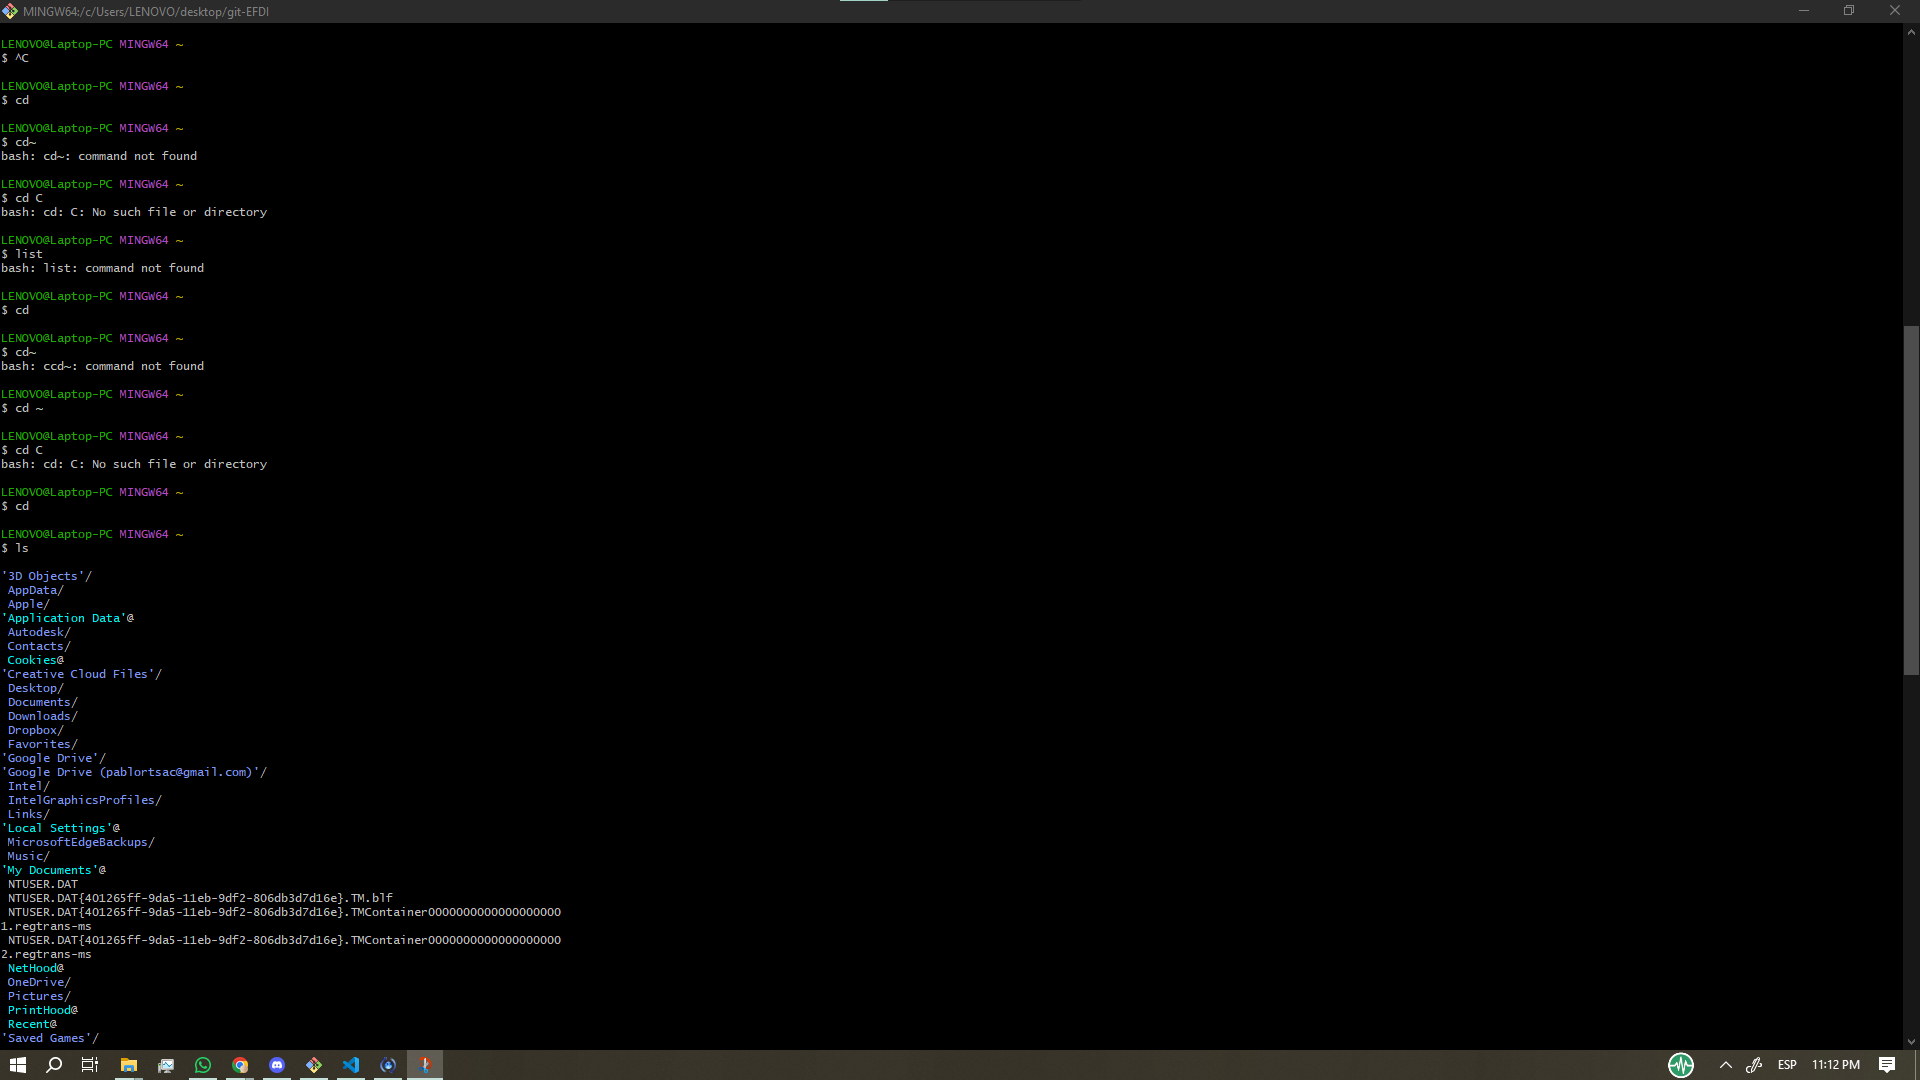 MINGW64:/c/Users/LENOVO/desktop/git-EFDI
LENOVO@Laptop-PC MINGW64 ~
$ ^C
LENOVO@Laptop-PC MINGW64 ~
$ cd
LENOVO@Laptop-PC MINGW64 ~
$ cd~
bash: cd~: command not found
LENOVO@Laptop-PC MINGW64 ~
$ cd C
bash: cd: C: No such file or directory
LENOVO@Laptop-PC MINGW64 ~
$ list
bash: list: command not found
LENOVO@Laptop-PC MINGW64 ~
$ cd
LENOVO@Laptop-PC MINGW64 ~
$ cd~
bash: ccd~: command not found
LENOVO@Laptop-PC MINGW64 ~
$ cd ~
LENOVO@Laptop-PC MINGW64 ~
$ cd C
bash: cd: C: No such file or directory
LENOVO@Laptop-PC MINGW64 ~
$ cd
LENOVO@Laptop-PC MINGW64 ~
$ ls
'3D Objects'/
AppData/
Apple/
'Application Data'@
Autodesk/
Contacts/
Cookies@
'Creative Cloud Files'/
Desktop/
Documents/
Downloads/
Dropbox/
Favorites/
'Google Drive'/
'Google Drive (pablortsac@gmail.com)'/
Intel/
IntelGraphicsProfiles/
Links/
'Local Settings'@
MicrosoftEdgeBackups/
Music/
'My Documents'@
NTUSER.DAT
NTUSER.DAT{401265ff-9da5-11eb-9df2-806db3d7d16e}.TM.blf
NTUSER.DAT{401265ff-9da5-11eb-9df2-806db3d7d16e}.TMContainer0000000000000000000
1.regtrans-ms
NTUSER.DAT{401265ff-9da5-11eb-9df2-806db3d7d16e}.TMContainer0000000000000000000
2.regtrans-ms
NetHood@
OneDrive/
Pictures/
PrintHood@
Recent@
'Saved Games'/
ESP 11:12 PM